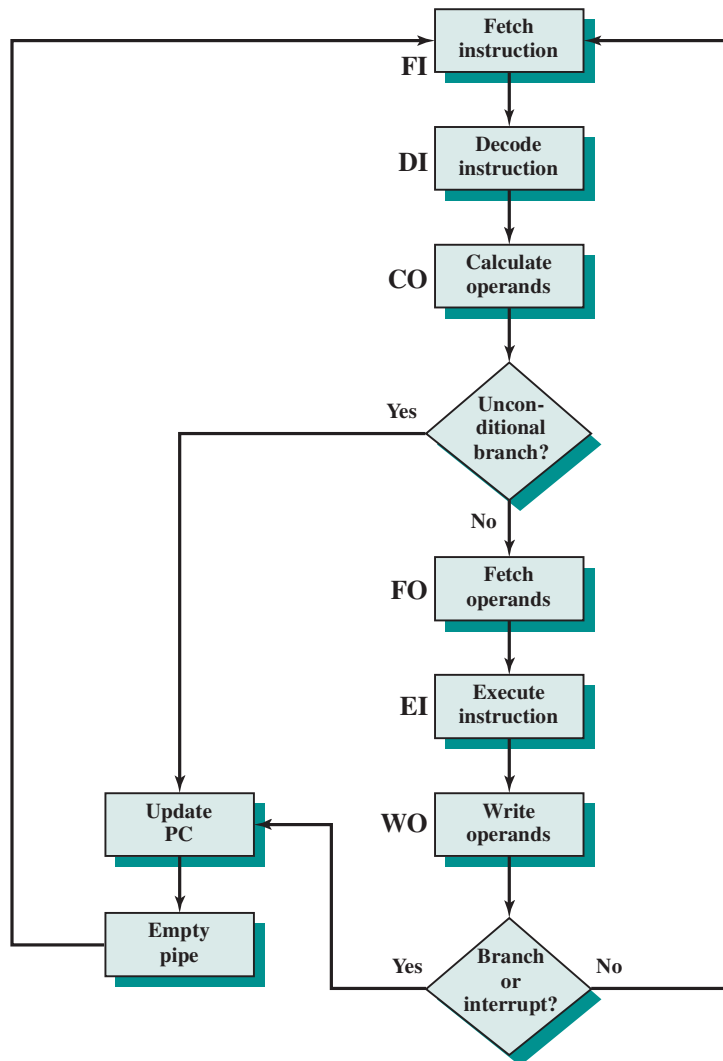 Fetch
instruction
FI
Decode
instruction
DI
Calculate
operands
CO
Yes
Uncon-
ditional
branch?
No
Fetch
operands
FO
Execute
instruction
EI
Update
PC
WO
Write
operands
Empty
pipe
Yes
Branch
or
interrupt?
No